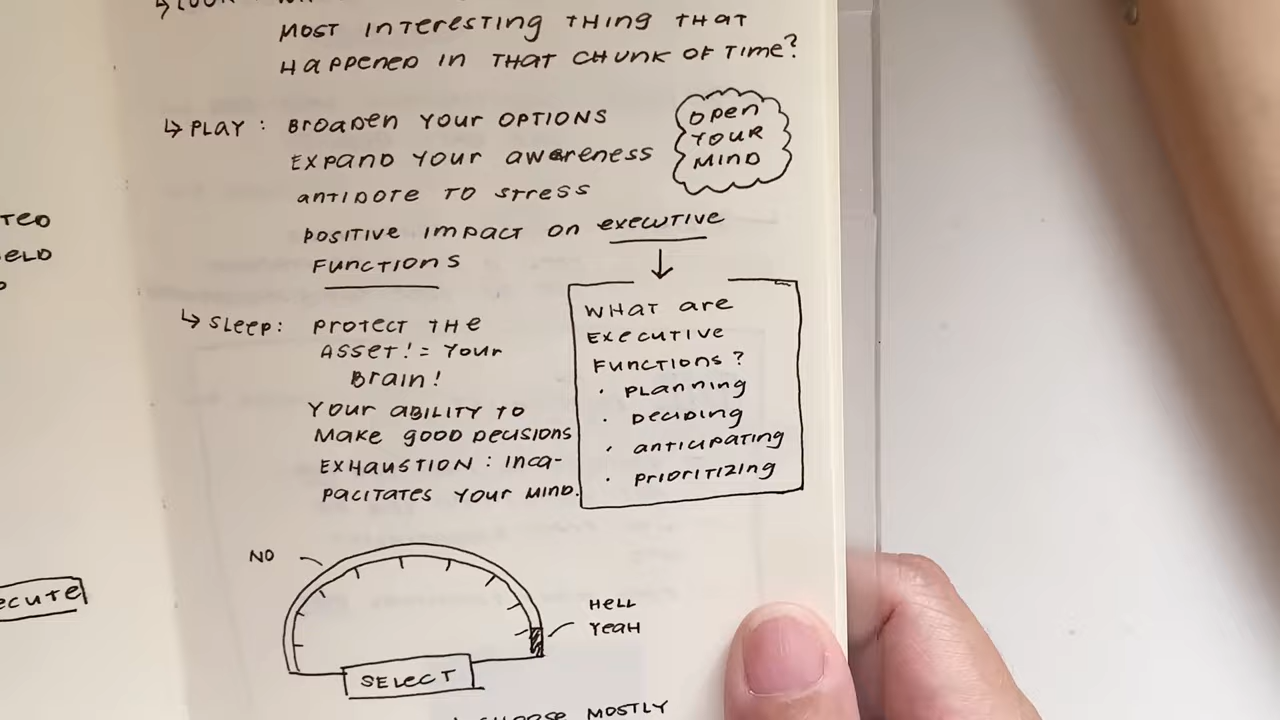 MOST INTERESTING THING THAT
HAPPENED IN THAT CHUNK OF TIME?
↳ PLAY : BROADEN YOUR OPTIONS
EXPAND YOUR AWARENESS
ANTIDOTE TO STRESS
POSITIVE IMPACT ON EXECUTIVE
FUNCTIONS
OPEN
YOUR
MIND
↳ SLEEP: PROTECT THE
ASSET! = YOUR
BRAIN!
YOUR ABILITY TO
MAKE GOOD DECISIONS
EXHAUSTION : INCA-
PACITATES YOUR MIND.
WHAT ARE
EXECUTIVE
FUNCTIONS?
· PLANNING
· DECIDING
· ANTICIPATING
· PRIORITIZING
NO
HELL
YEAH
SELECT
MOSTLY